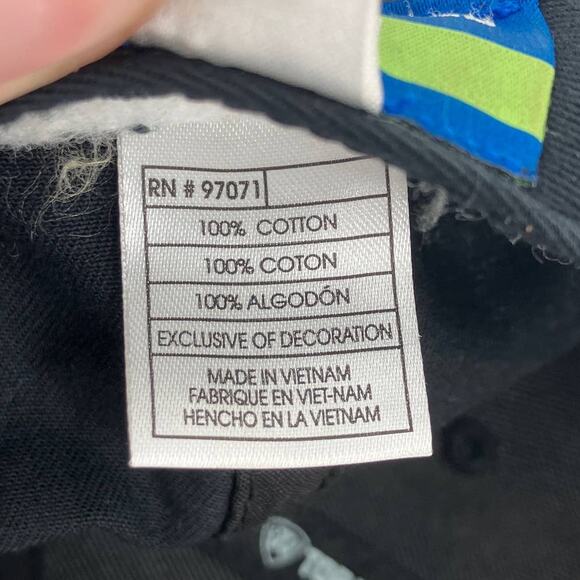 RN # 97071
100% COTTON
100% COTON
100% ALGODÓN
EXCLUSIVE OF DECORATION
MADE IN VIETNAM
FABRIQUE EN VIET-NAM
HENCHO EN LA VIETNAM